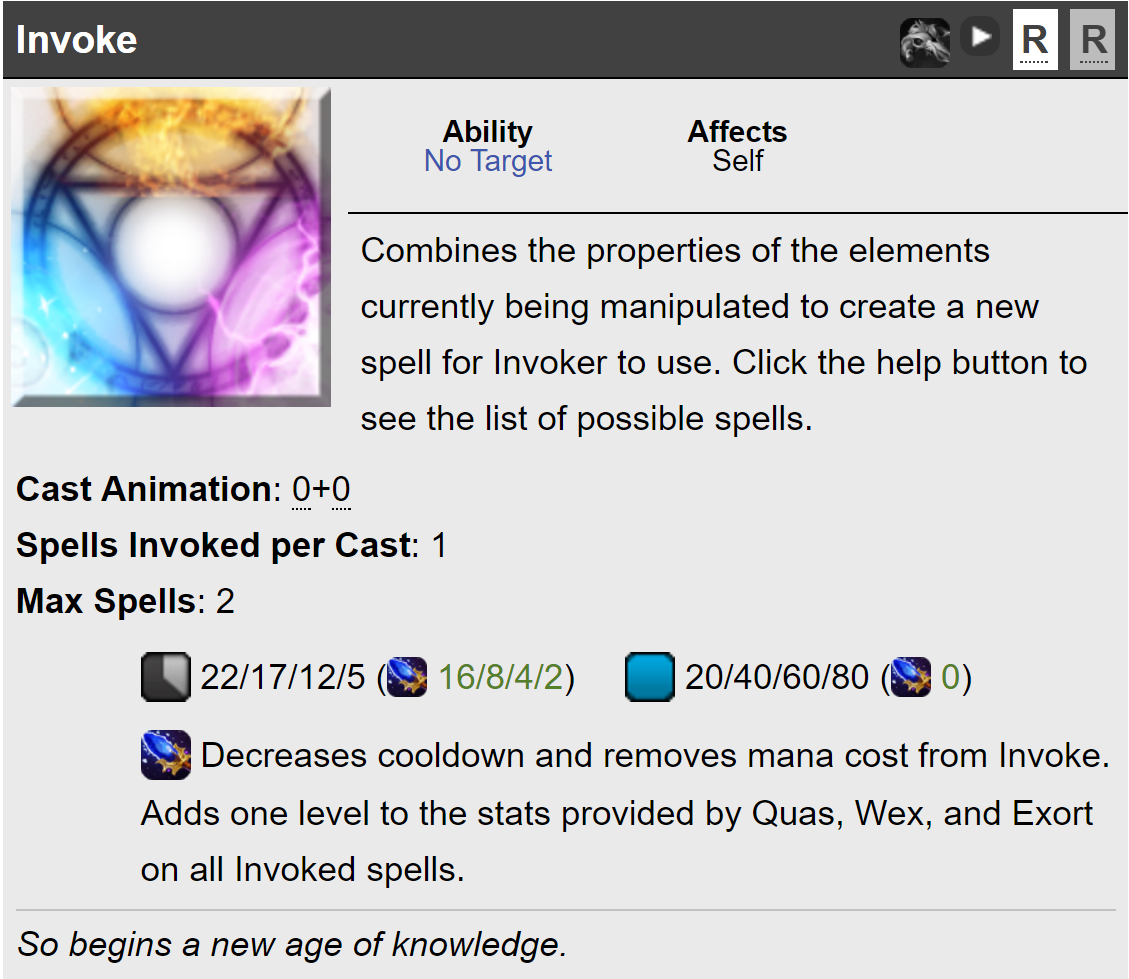 Invoke
R R
Ability
No Target
Affects
Self
Combines the properties of the elements
currently being manipulated to create a new
spell for Invoker to use. Click the help button to
see the list of possible spells.
Cast Animation: 0+0
Spells Invoked per Cast: 1
Max Spells: 2
22/17/12/5 ( 16/8/4/2) 20/40/60/80 ( 0)
Decreases cooldown and removes mana cost from Invoke.
Adds one level to the stats provided by Quas, Wex, and Exort
on all Invoked spells.
So begins a new age of knowledge.